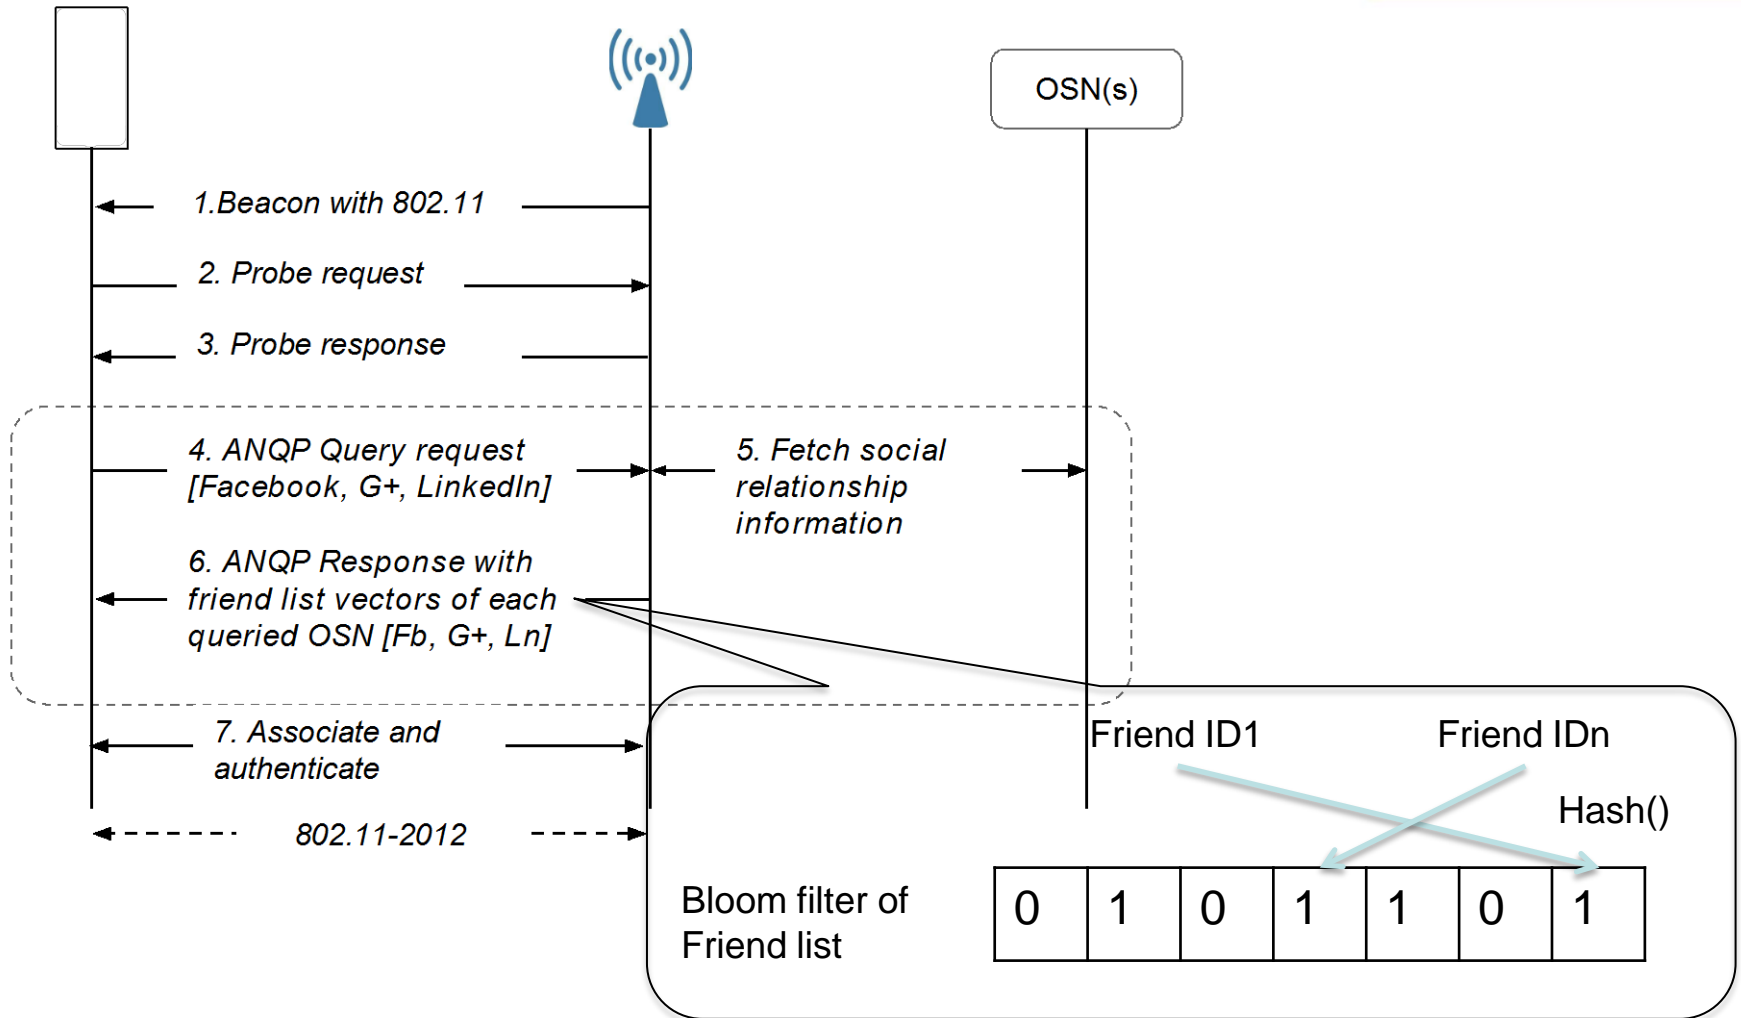 OSN(s)
1.Beacon with 802.11
2. Probe request
3. Probe response
4. ANQP Query request
[Facebook, G+, LinkedIn]
5. Fetch social
relationship
information
6. ANQP Response with
friend list vectors of each
queried OSN [Fb, G+, Ln]
7. Associate and
authenticate
802.11-2012
Friend ID1
Friend IDn
Hash()
Bloom filter of
Friend list
0 1 0 1 1 0 1